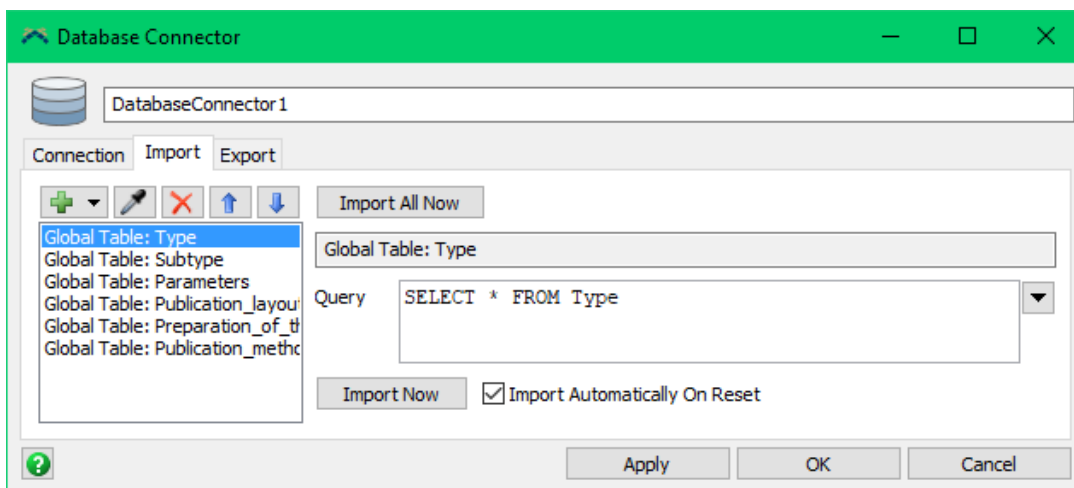 Database Connector
DatabaseConnector1
Connection Import Export
Import All Now
Global Table: Type
Global Table: Subtype
Global Table: Parameters
Global Table: Publication_layou
Global Table: Preparation_of_th
Global Table: Publication_metho
Global Table: Type
Query SELECT * FROM Type
Import Now Import Automatically On Reset
Apply OK Cancel